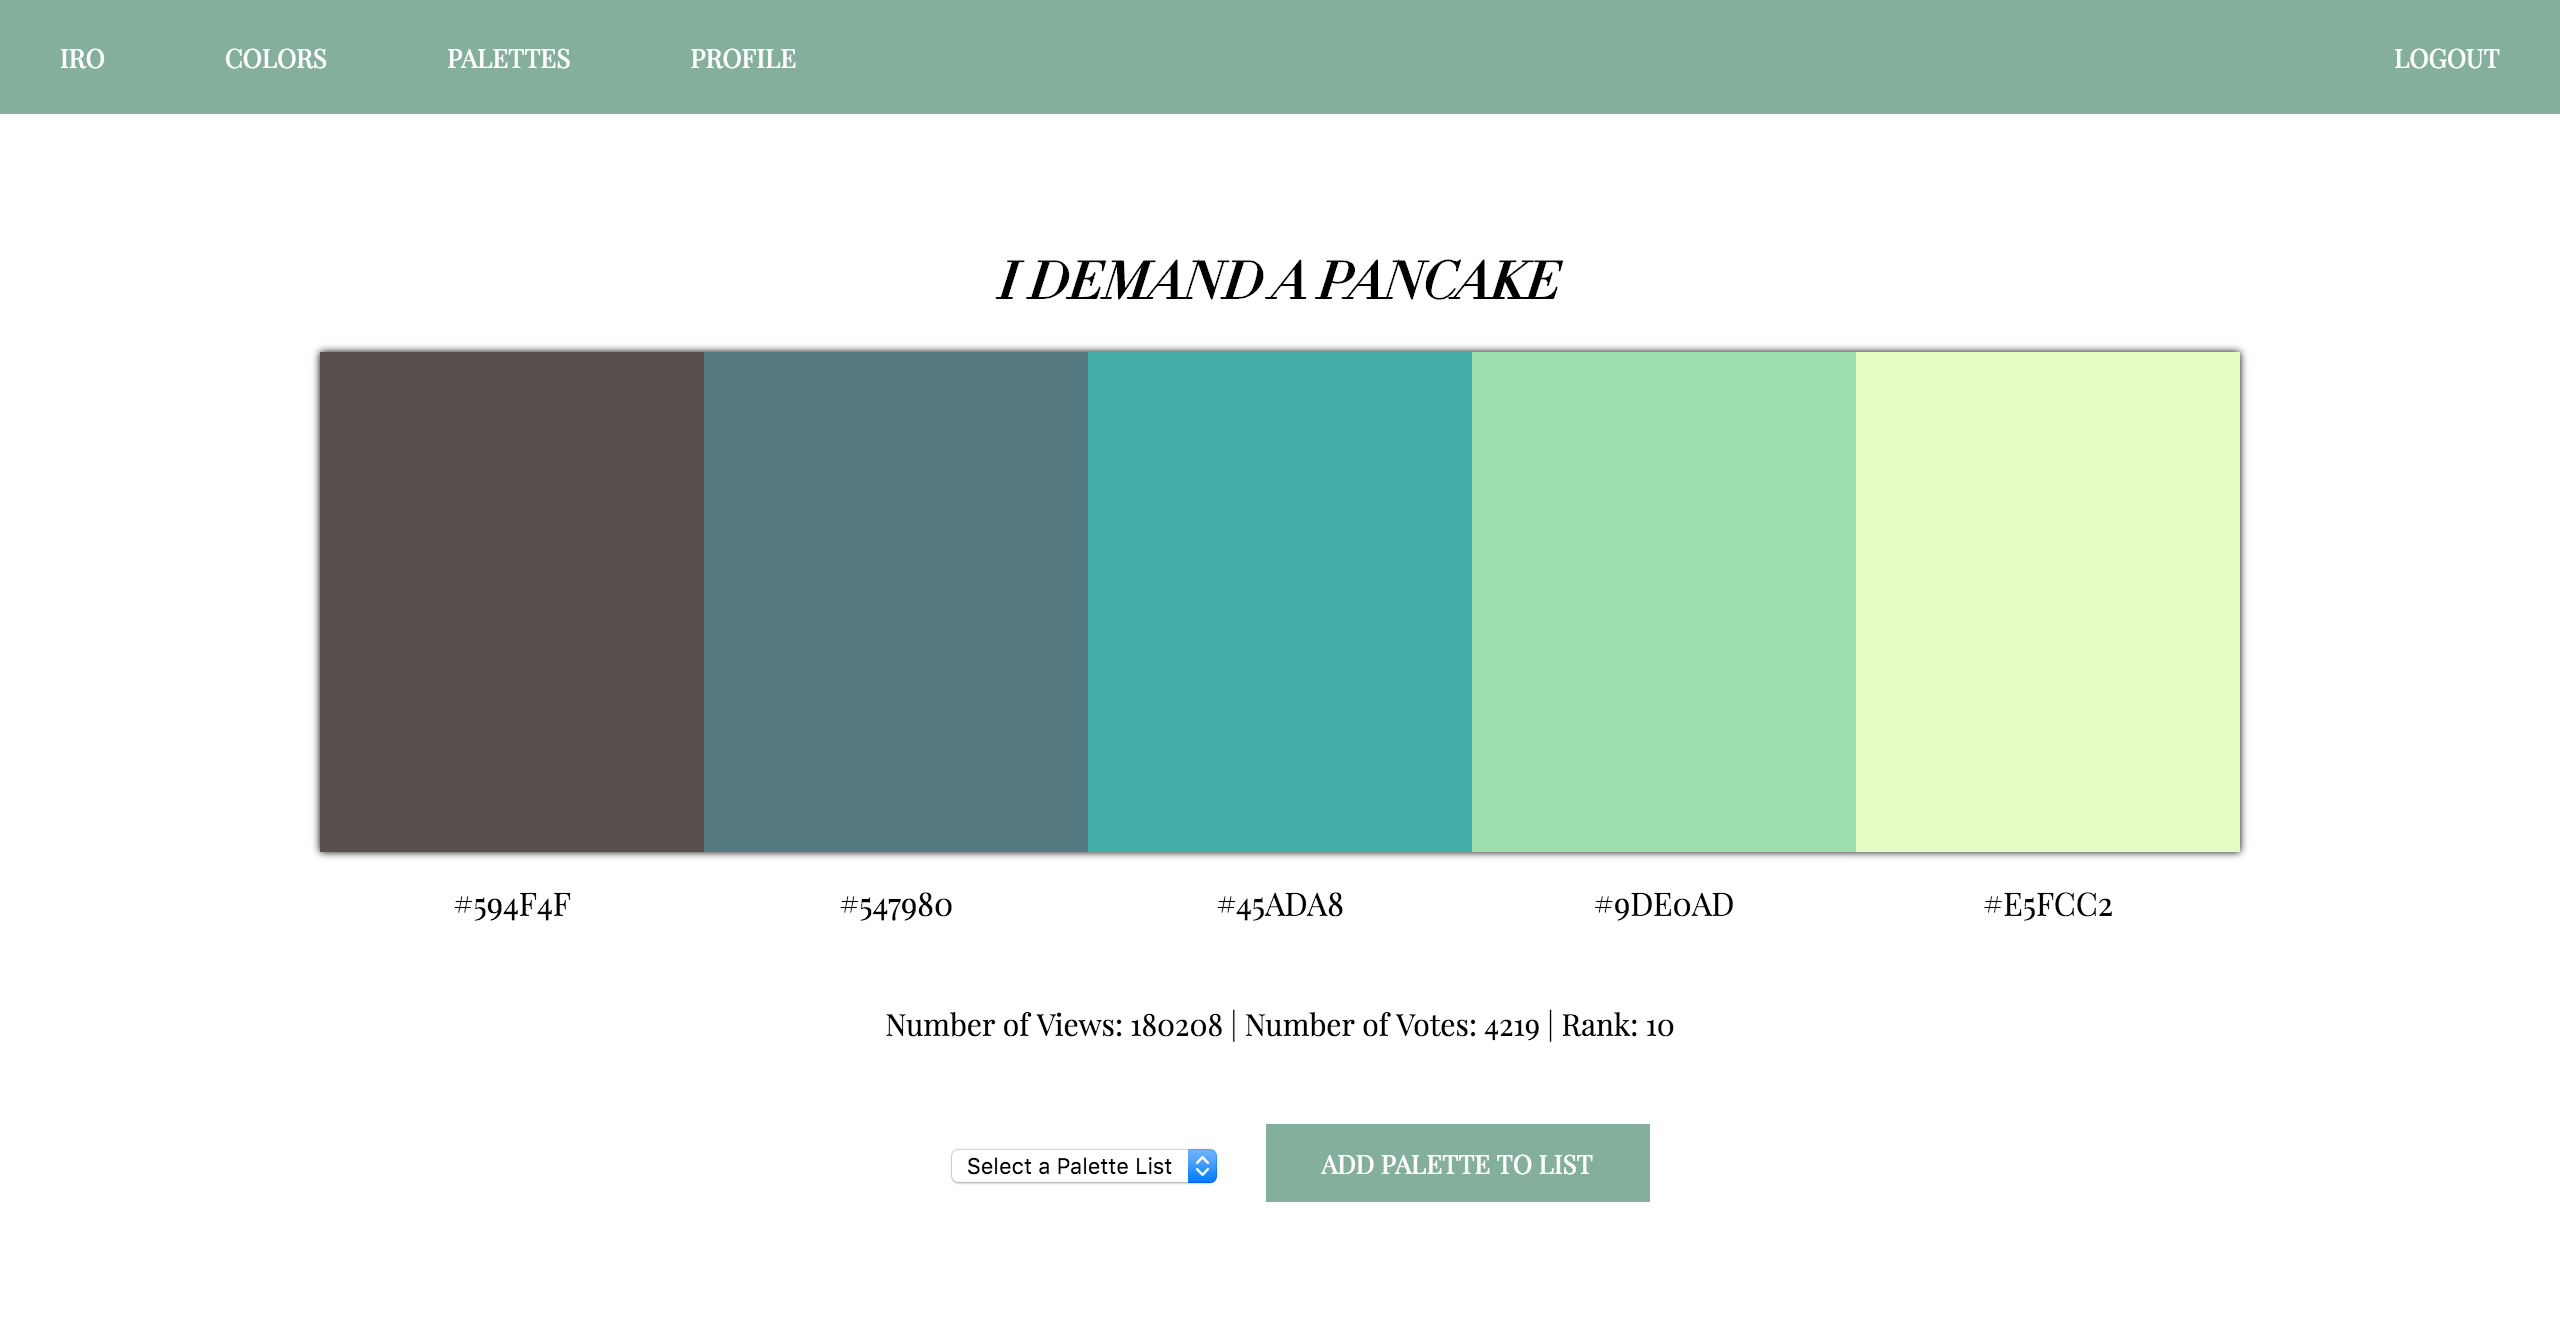 IRO COLORS PALETTES PROFILE LOGOUT
I DEMAND A PANCAKE
#594F4F #547980 #45ADA8 #9DE0AD #E5FCC2
Number of Views: 180208 | Number of Votes: 4219 | Rank: 10
Select a Palette List ADD PALETTE TO LIST